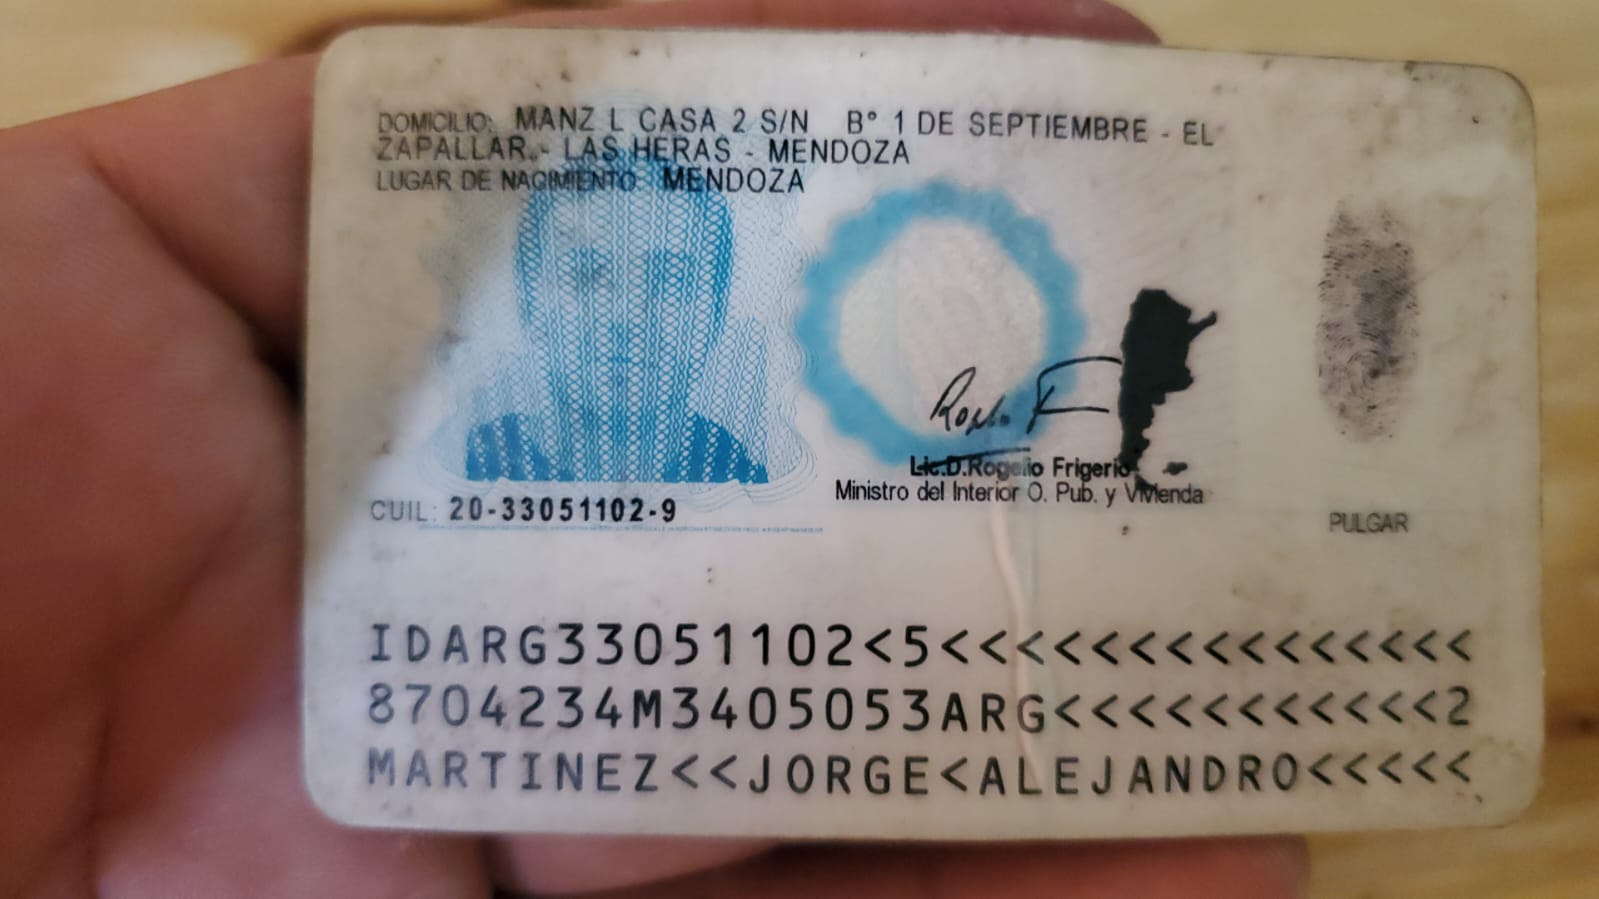 DOMICILIO: MANZ L CASA 2 S/N B° 1 DE SEPTIEMBRE - EL
ZAPALLAR - LAS HERAS - MENDOZA
LUGAR DE NACIMIENTO: MENDOZA
Lic.D.Rogelio Frigerio
Ministro del Interior O. Pub. y Vivienda
CUIL: 20-33051102-9
PULGAR
IDARG33051102<5<<<<<<<<<<<<<<<
8704234M3405053ARG<<<<<<<<<<<2
MARTINEZ<<JORGE<ALEJANDRO<<<<<